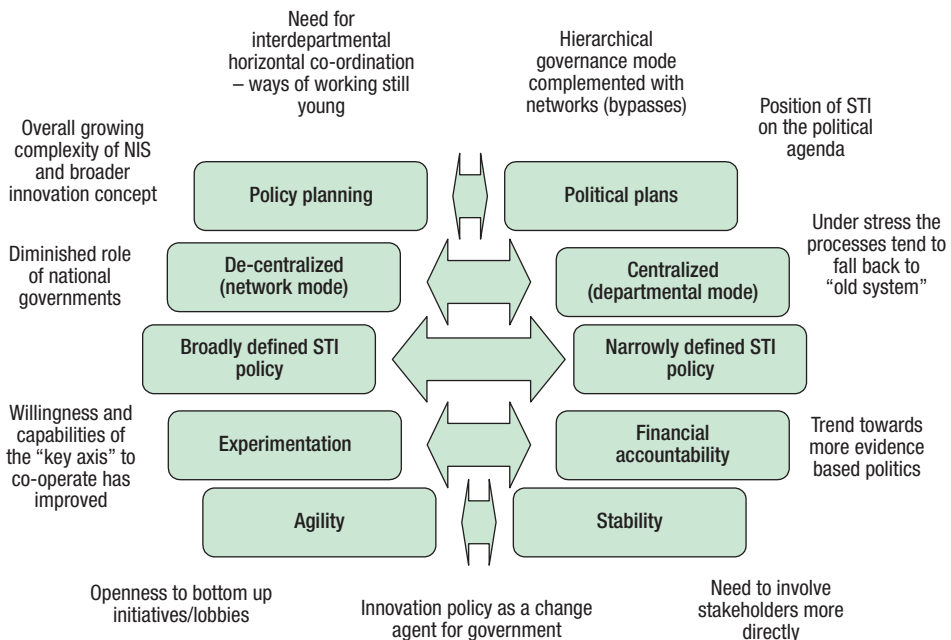 Need for
interdepartmental
horizontal co-ordination
– ways of working still
young
Hierarchical
governance mode
complemented with
networks (bypasses)
Position of STI
on the political
agenda
Overall growing
complexity of NIS
and broader
innovation concept
Policy planning
Political plans
Diminished role
of national
governments
De-centralized
(network mode)
Centralized
(departmental mode)
Under stress the
processes tend to
fall back to
“old system”
Broadly defined STI
policy
Narrowly defined STI
policy
Willingness and
capabilities of
the “key axis” to
co-operate has
improved
Experimentation
Financial
accountability
Trend towards
more evidence
based politics
Agility
Stability
Openness to bottom up
initiatives/lobbies
Innovation policy as a change
agent for government
Need to involve
stakeholders more
directly